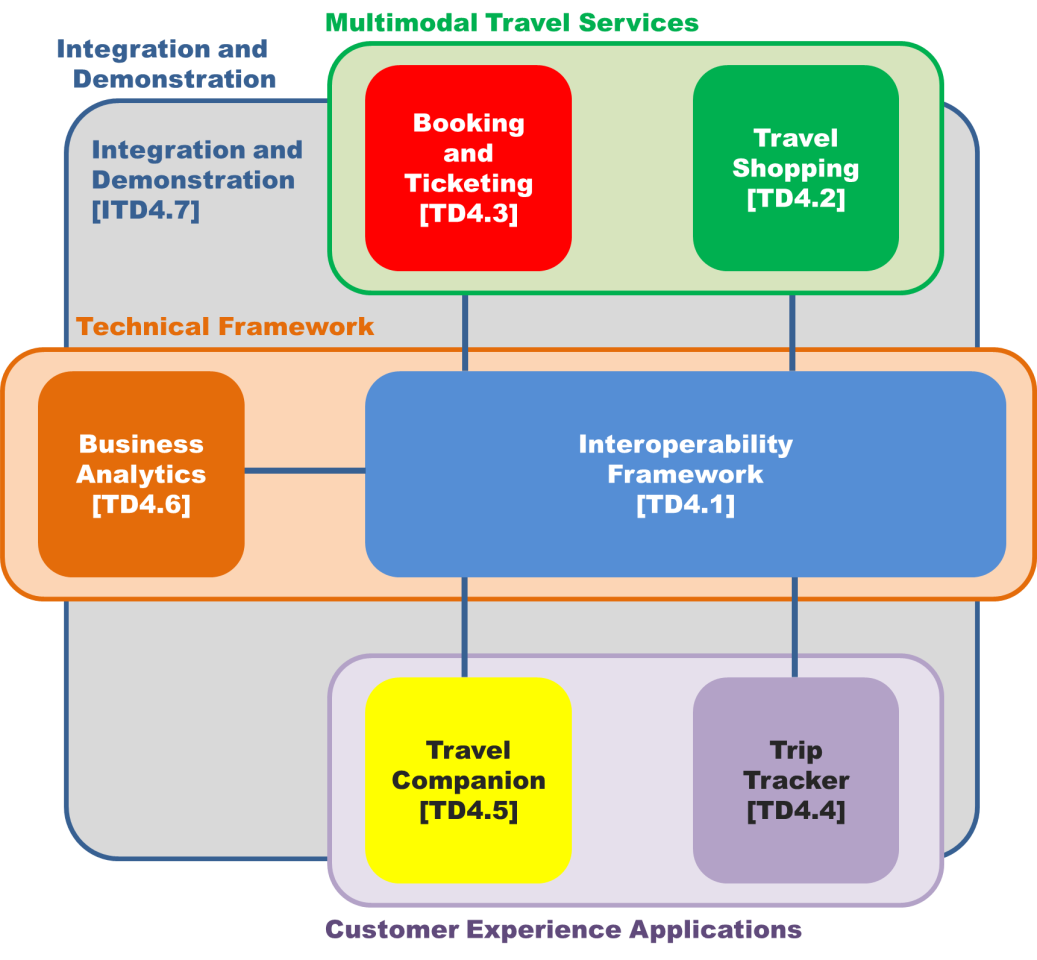 Multimodal Travel Services
Integration and
Demonstration
Integration and
Demonstration
[ITD4.7]
Booking
and
Ticketing
[TD4.3]
Travel
Shopping
[TD4.2]
Technical Framework
Business
Analytics
[TD4.6]
Interoperability
Framework
[TD4.1]
Travel
Companion
[TD4.5]
Trip
Tracker
[TD4.4]
Customer Experience Applications